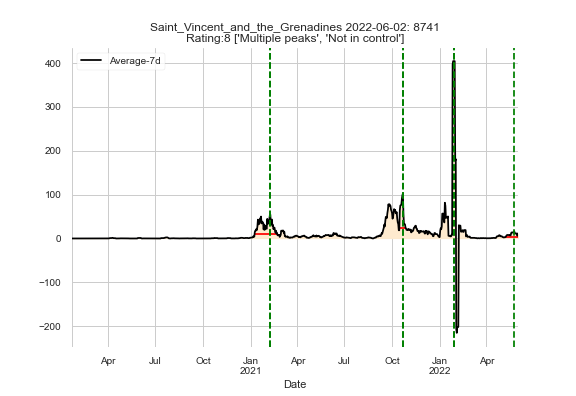 Saint_Vincent_and_the_Grenadines 2022-06-02: 8741
Rating:8 ['Multiple peaks', 'Not in control']
Average-7d
400
300
200
100
0
−100
−200
Apr
Jul
Oct
Jan
2021
Apr
Jul
Oct
Jan
2022
Apr
Date